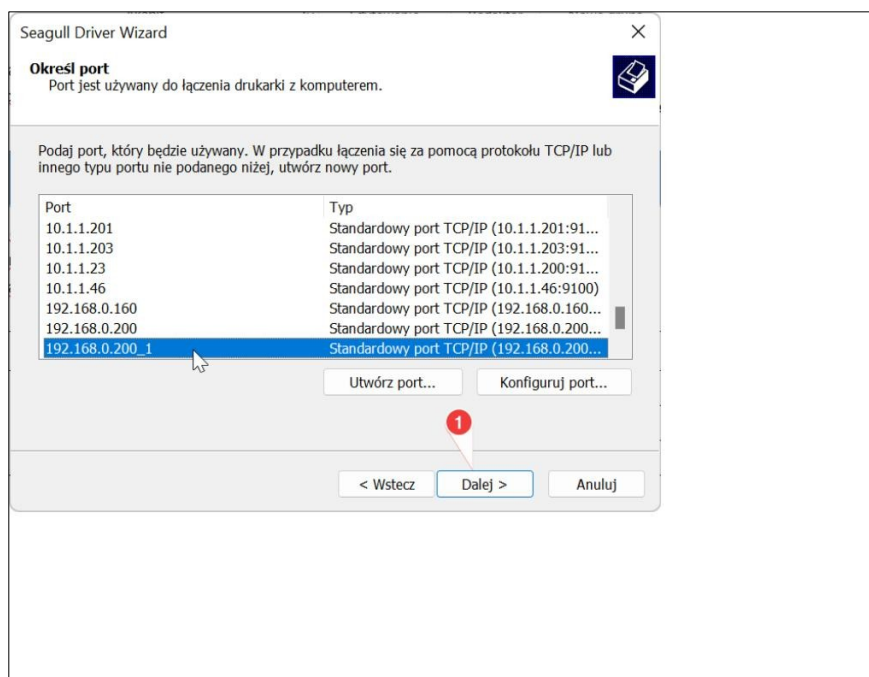 Seagull Driver Wizard
Określ port
Port jest używany do łączenia drukarki z komputerem.
Podaj port, który będzie używany. W przypadku łączenia się za pomocą protokołu TCP/IP lub
innego typu portu nie podanego niżej, utwórz nowy port.
Port Typ
10.1.1.201 Standardowy port TCP/IP (10.1.1.201:91...
10.1.1.203 Standardowy port TCP/IP (10.1.1.203:91...
10.1.1.23 Standardowy port TCP/IP (10.1.1.200:91...
10.1.1.46 Standardowy port TCP/IP (10.1.1.46:9100)
192.168.0.160 Standardowy port TCP/IP (192.168.0.160...
192.168.0.200 Standardowy port TCP/IP (192.168.0.200...
192.168.0.200_1 Standardowy port TCP/IP (192.168.0.200...
Utwórz port... Konfiguruj port...
1
< Wstecz Dalej > Anuluj